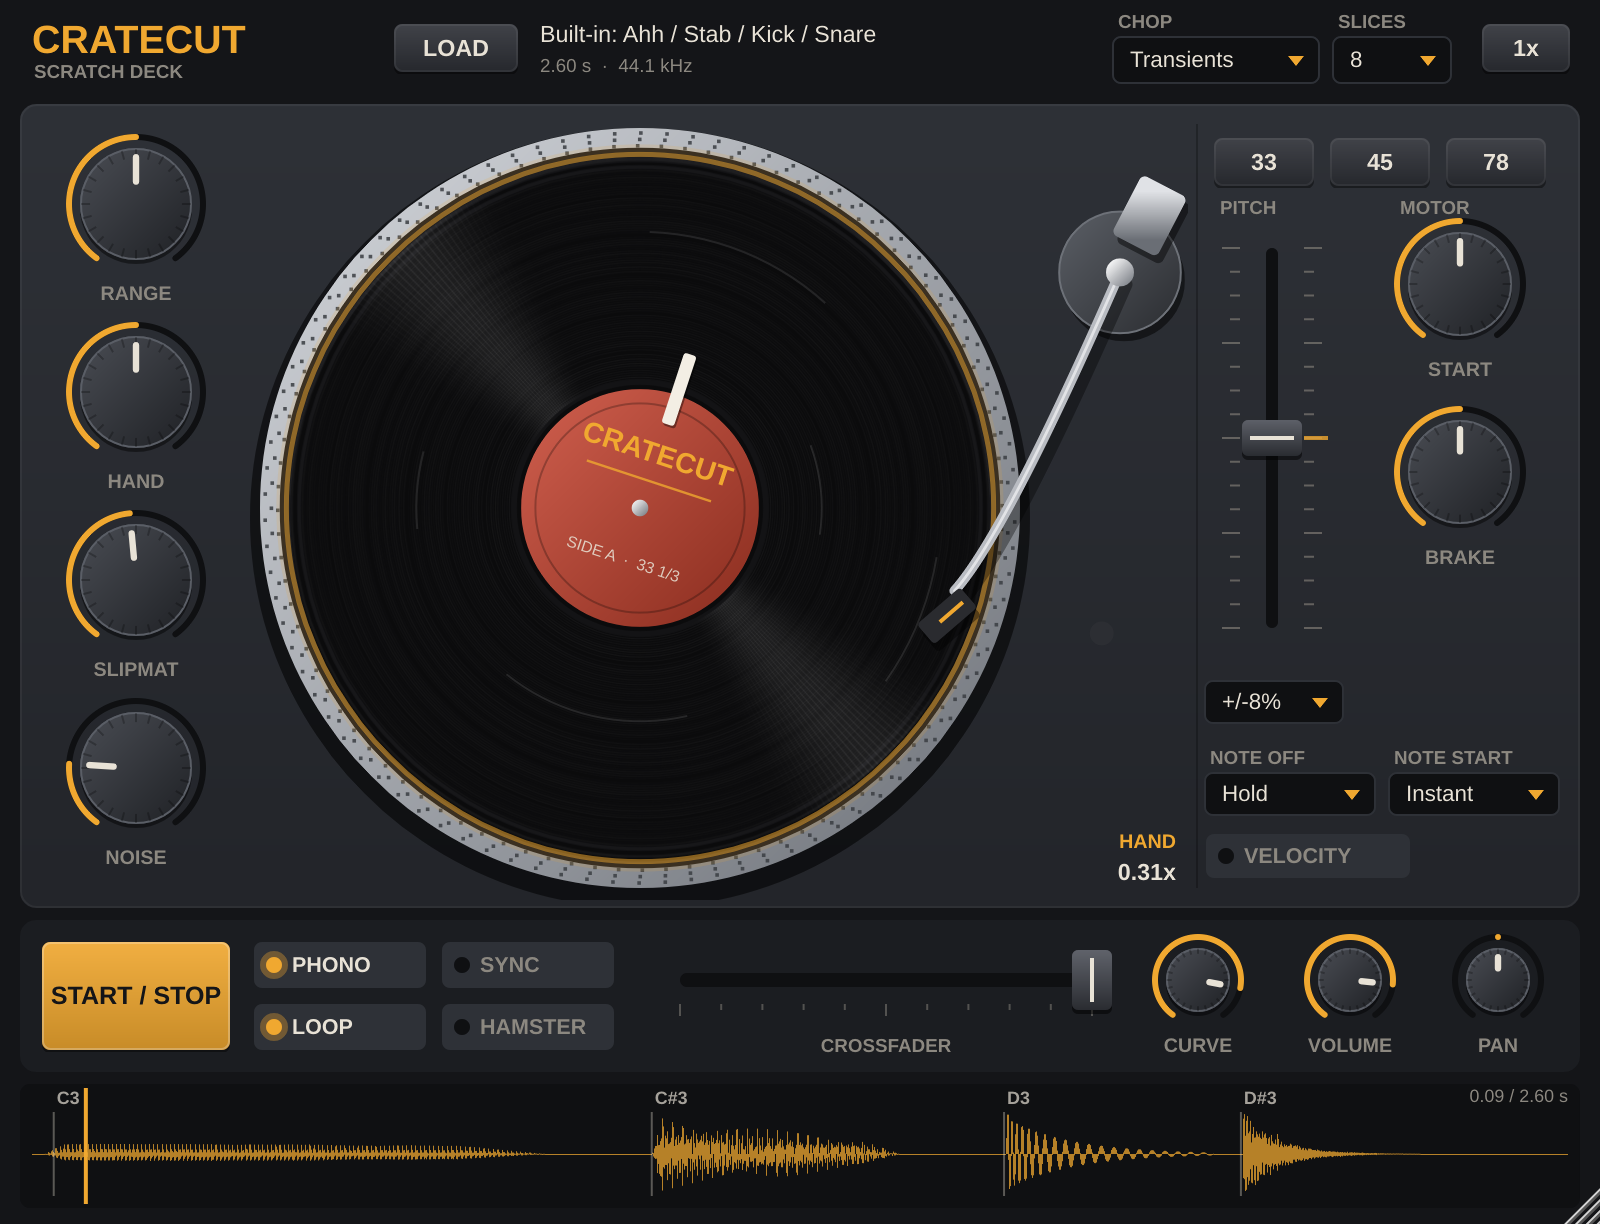 CRATECUT
SCRATCH DECK
LOAD
Built-in: Ahh / Stab / Kick / Snare
2.60 s · 44.1 kHz
CHOP
Transients
SLICES
8
1x
RANGE
HAND
SLIPMAT
NOISE
CRATECUT
SIDE A · 33 1/3
33
45
78
PITCH
MOTOR
START
BRAKE
+/-8%
NOTE OFF
NOTE START
Hold
Instant
VELOCITY
HAND
0.31x
START / STOP
PHONO
SYNC
LOOP
HAMSTER
CROSSFADER
CURVE
VOLUME
PAN
C3
C#3
D3
D#3
0.09 / 2.60 s